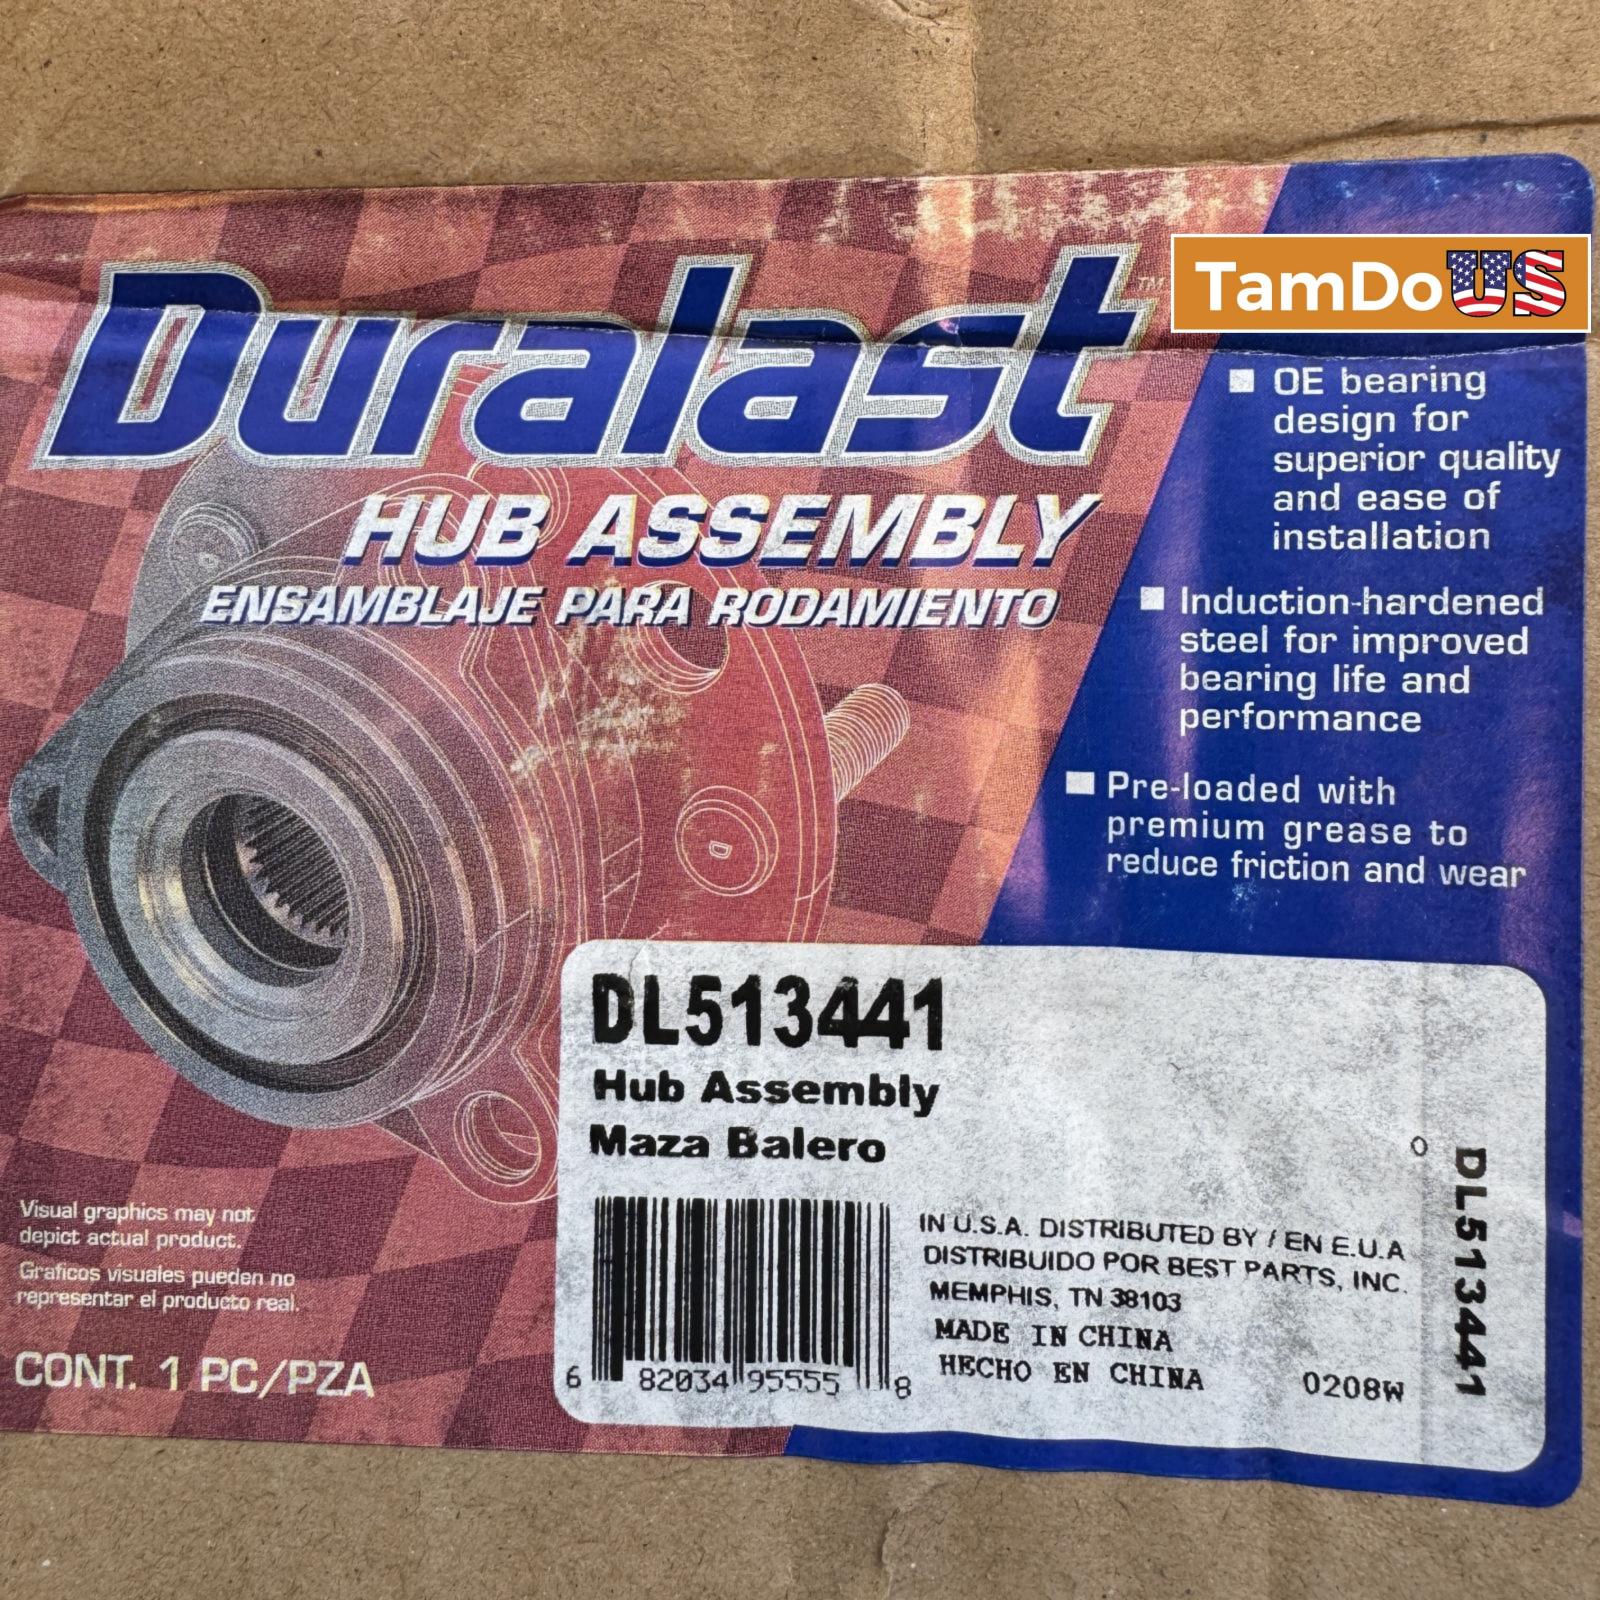 Duralast™
TamDoUS
HUB ASSEMBLY
ENSAMBLAJE PARA RODAMIENTO
OE bearing
design for
superior quality
and ease of
installation
Induction-hardened
steel for improved
bearing life and
performance
Pre-loaded with
premium grease to
reduce friction and wear
DL513441
Hub Assembly
Maza Balero
6 82034 95555 8
IN U.S.A. DISTRIBUTED BY / EN E.U.A
DISTRIBUIDO POR BEST PARTS, INC.
MEMPHIS, TN 38103
MADE IN CHINA
HECHO EN CHINA
0208W
0
DL513441
Visual graphics may not
depict actual product.
Graficos visuales pueden no
representar el producto real.
CONT. 1 PC/PZA
D